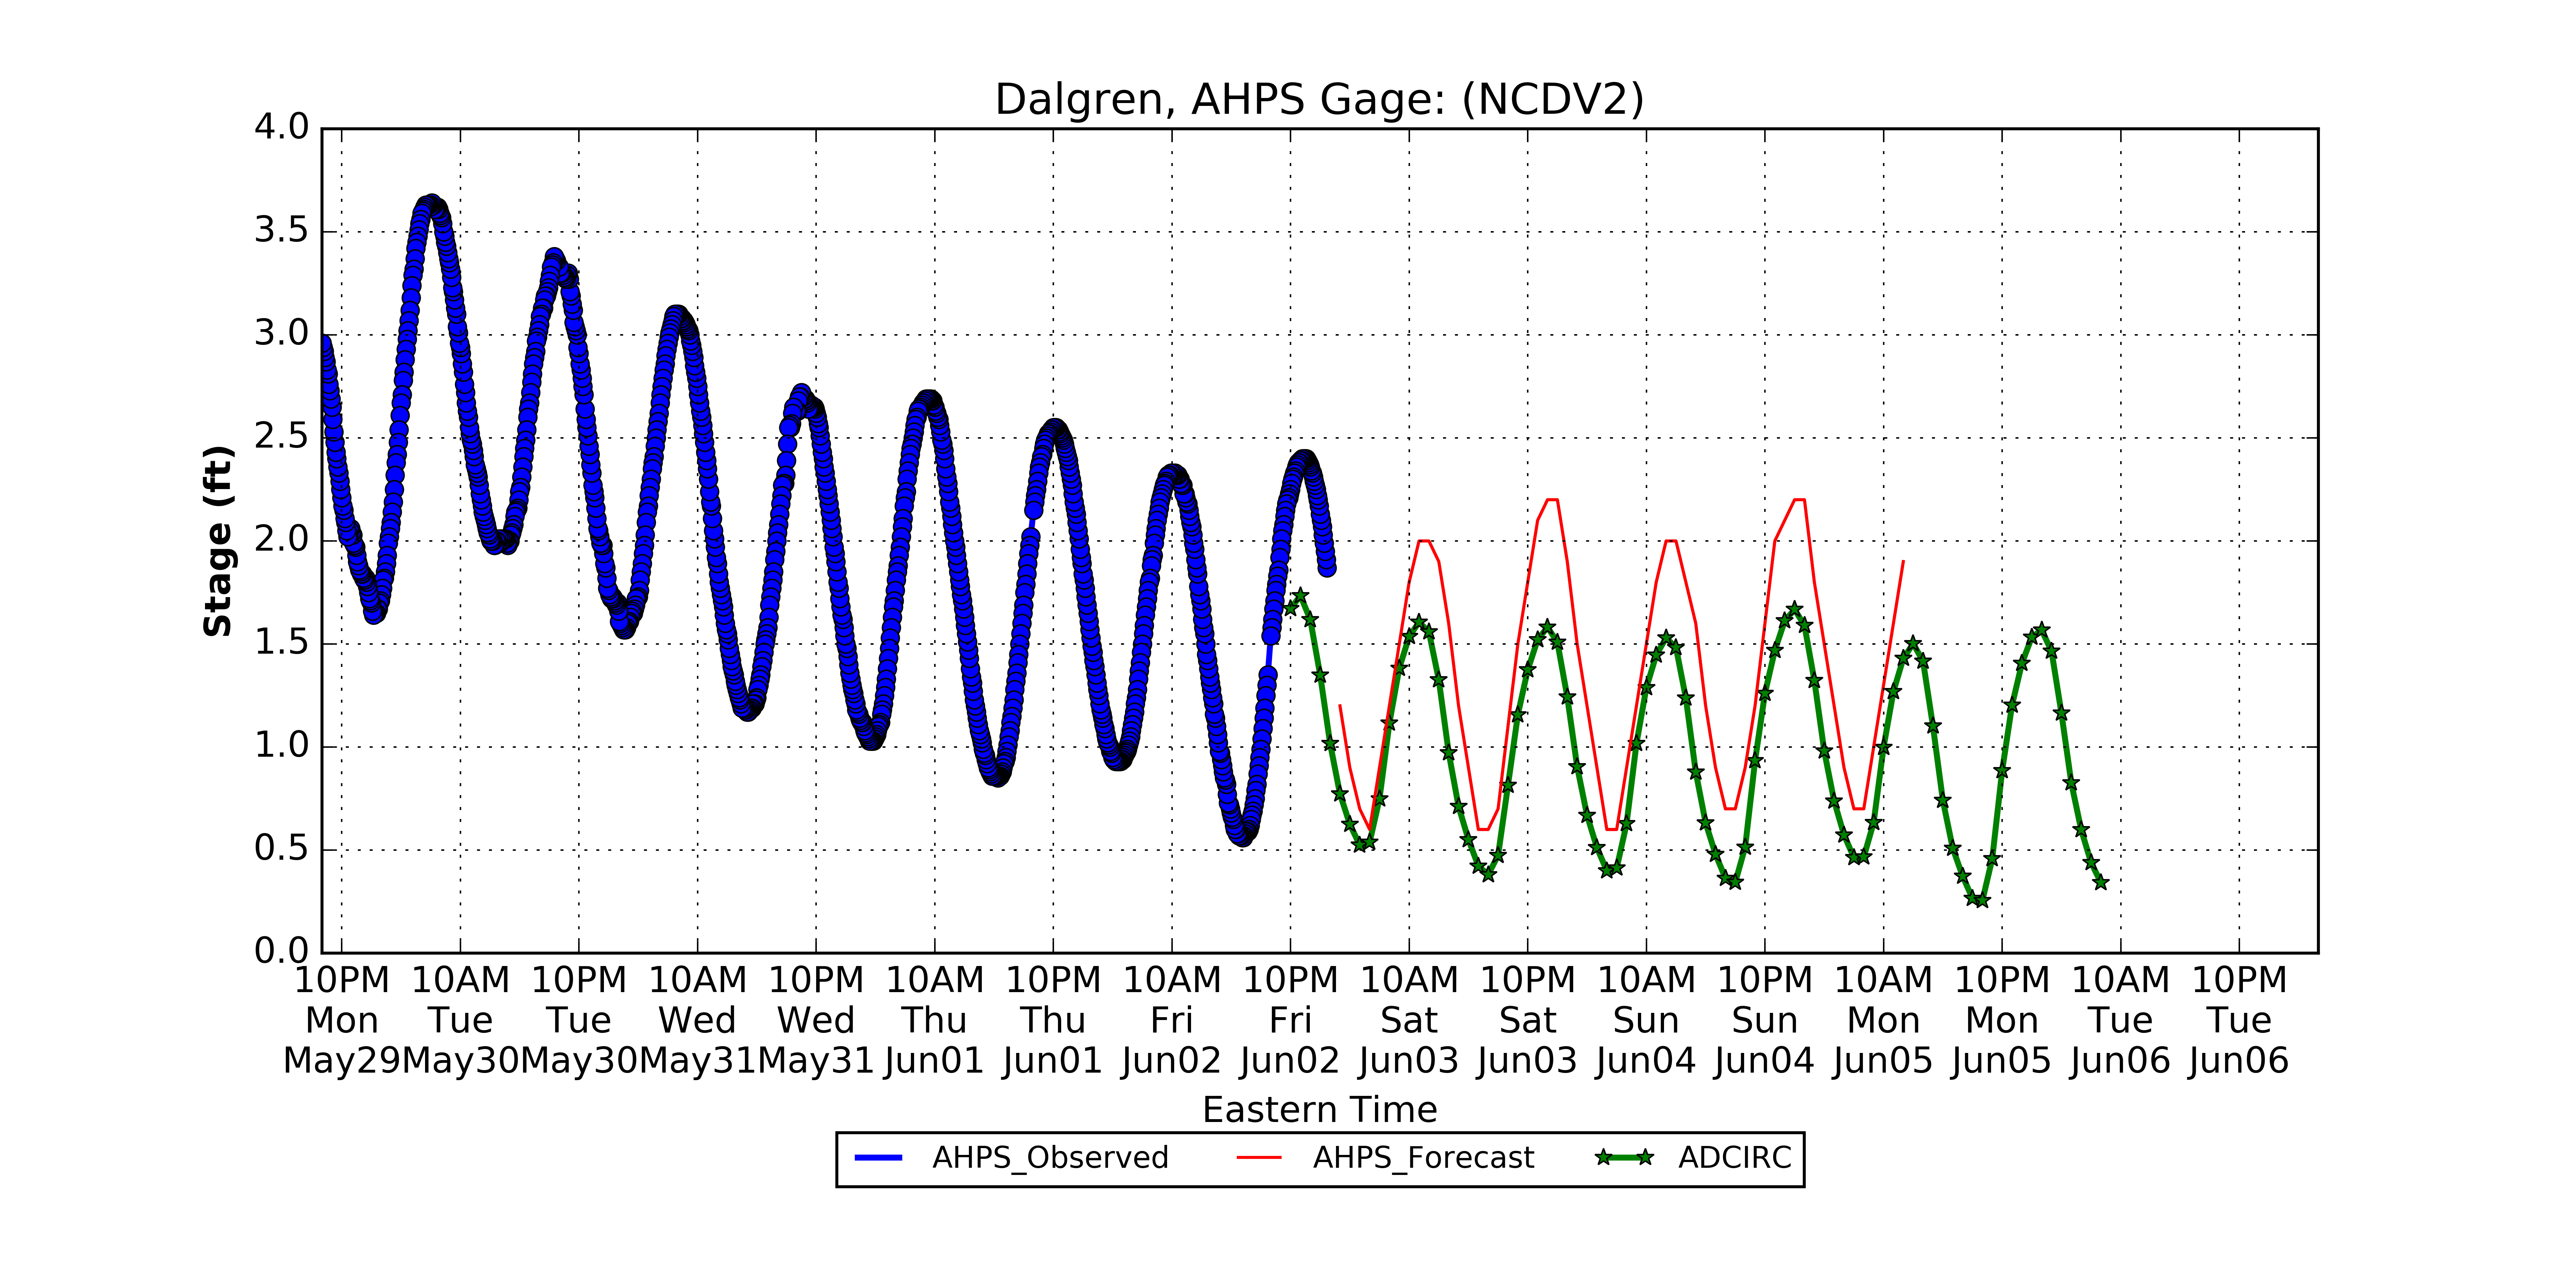 Dalgren, AHPS Gage: (NCDV2)
4.0
3.5
3.0
2.5
2.0
1.5
1.0
0.5
0.0
Stage (ft)
10PM 10AM 10PM 10AM 10PM 10AM 10PM 10AM 10PM 10AM 10PM 10AM 10PM 10AM 10PM 10AM 10PM
Mon Tue Tue Wed Wed Thu Thu Fri Fri Sat Sat Sun Sun Mon Mon Tue Tue
May29 May30 May30 May31 May31 Jun01 Jun01 Jun02 Jun02 Jun03 Jun03 Jun04 Jun04 Jun05 Jun05 Jun06 Jun06
Eastern Time
AHPS_Observed AHPS_Forecast ADCIRC